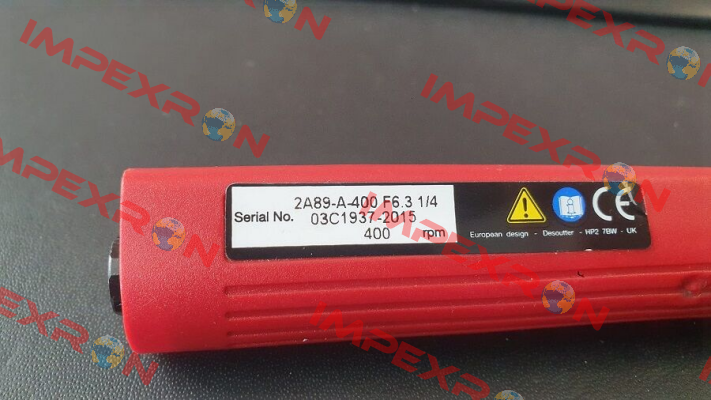 2A89-A-400 F6.3 1/4
Serial No. 03C1937-2015
400 rpm
CE
European design - Desoutter - HP2 7BW - UK
IMPEXRON
IMPEXRON
IMPEXRON
IMPEXRON
IMPEXRON
IMPEXRON